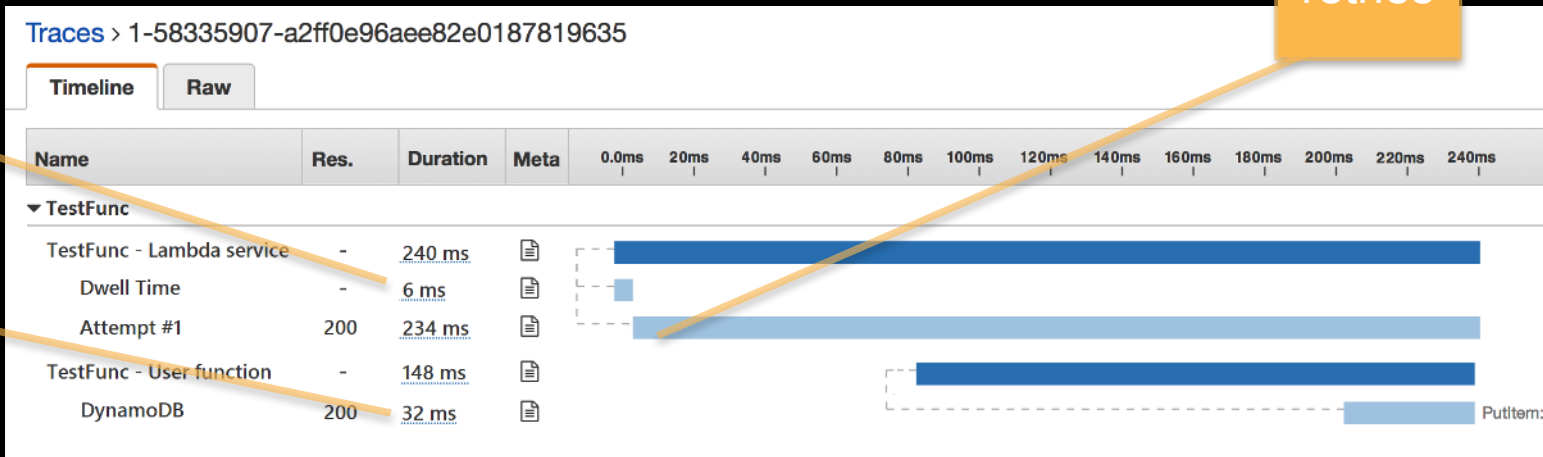 Traces > 1-58335907-a2ff0e96aee82e0187819635
Timeline Raw
Name Res. Duration Meta 0.0ms 20ms 40ms 60ms 80ms 100ms 120ms 140ms 160ms 180ms 200ms 220ms 240ms
TestFunc
TestFunc - Lambda service - 240 ms
Dwell Time - 6 ms
Attempt #1 200 234 ms
TestFunc - User function - 148 ms
DynamoDB 200 32 ms PutItem: